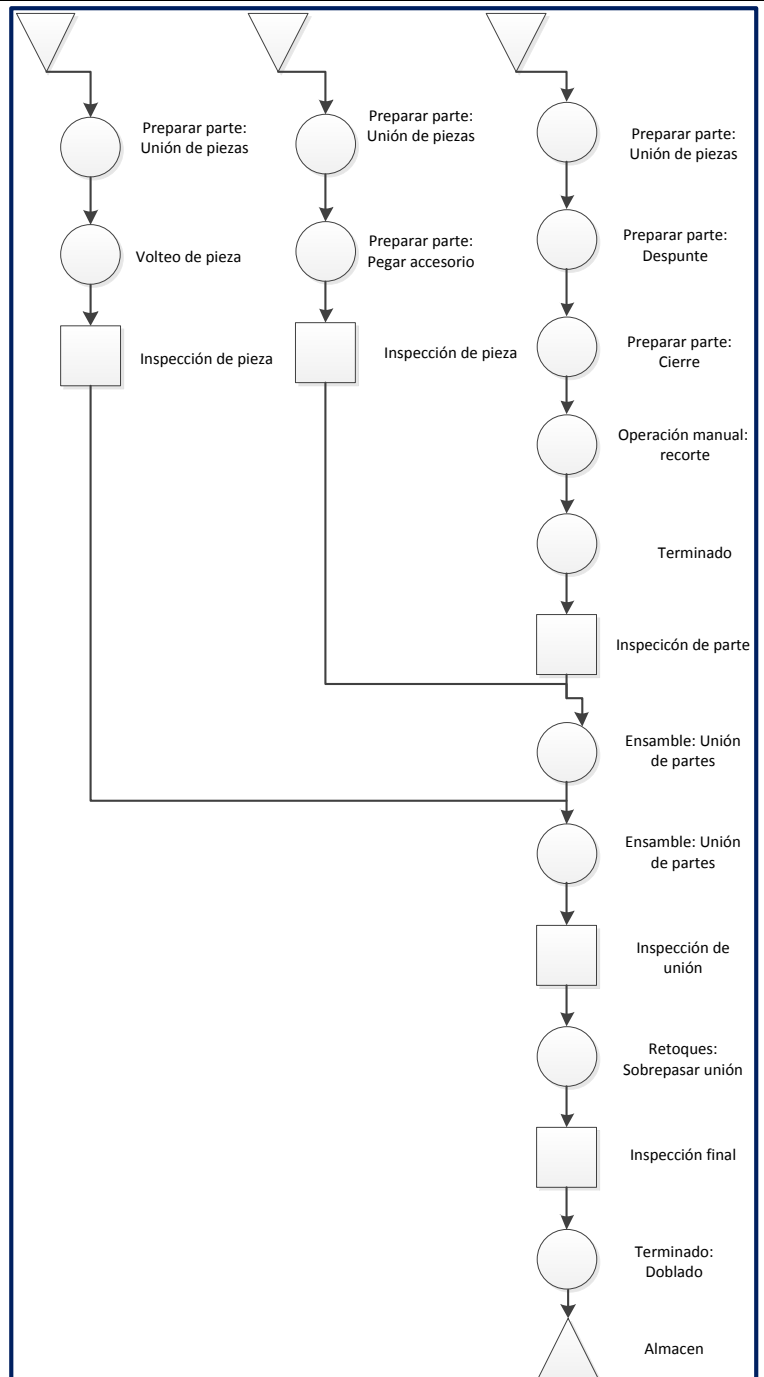 Preparar parte:
Unión de piezas
Volteo de pieza
Inspección de pieza
Preparar parte:
Unión de piezas
Preparar parte:
Pegar accesorio
Inspección de pieza
Preparar parte:
Unión de piezas
Preparar parte:
Despunte
Preparar parte:
Cierre
Operación manual:
recorte
Terminado
Inspeicón de parte
Ensamble: Unión
de partes
Ensamble: Unión
de partes
Inspección de
unión
Retoques:
Sobrepasar unión
Inspección final
Terminado:
Doblado
Almacen